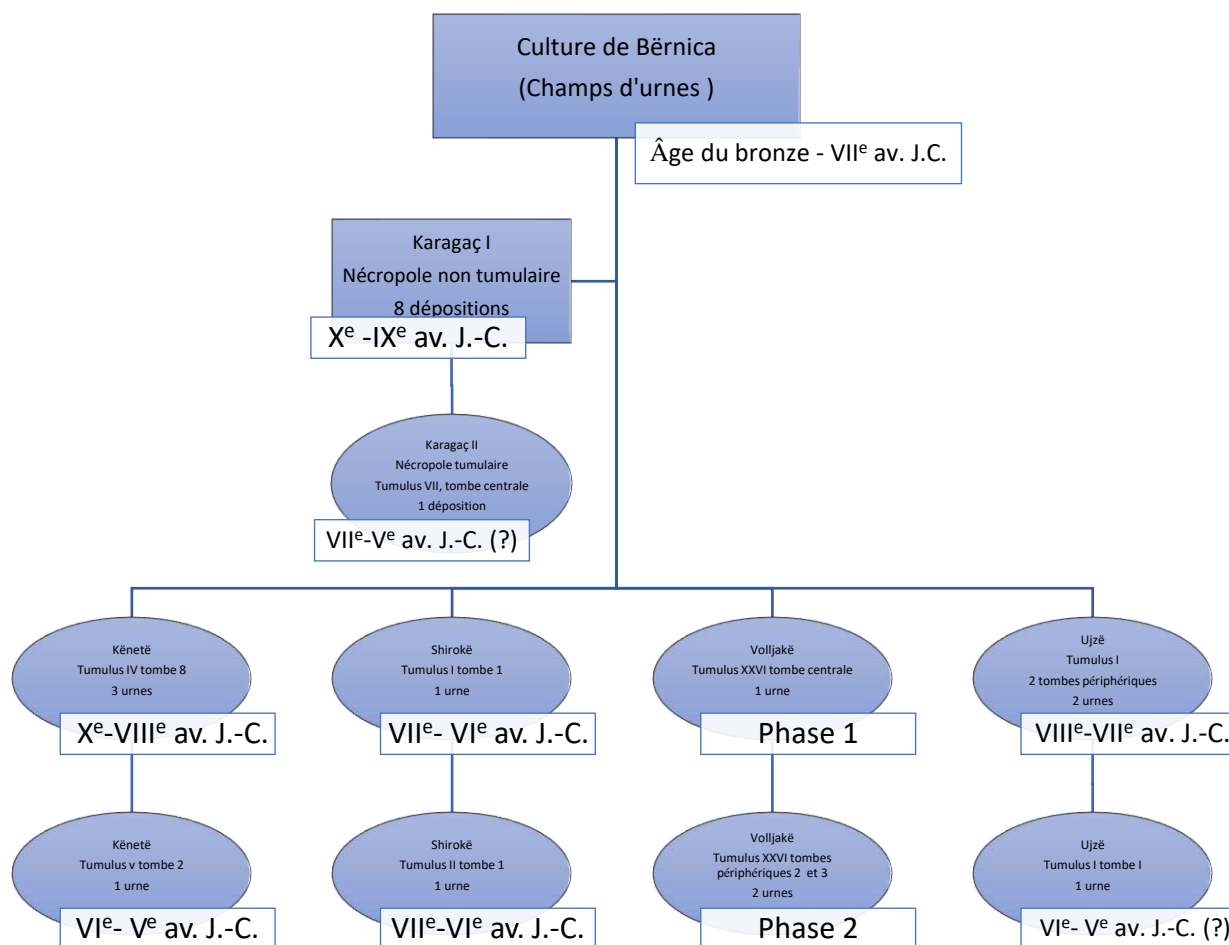 Culture de Bërnica
(Champs d'urnes )
Âge du bronze - VIIᵉ av. J.C.
Karagaç I
Nécropole non tumulaire
8 dépositions
Xᵉ -IXᵉ av. J.-C.
Karagaç II
Nécropole tumulaire
Tumulus VII, tombe centrale
1 déposition
VIIᵉ-Vᵉ av. J.-C. (?)
Kënetë
Tumulus IV tombe 8
3 urnes
Xᵉ-VIIIᵉ av. J.-C.
Shirokë
Tumulus I tombe 1
1 urne
VIIᵉ- VIᵉ av. J.-C.
Volljakë
Tumulus XXVI tombe centrale
1 urne
Phase 1
Ujzë
Tumulus I
2 tombes périphériques
2 urnes
VIIIᵉ-VIIᵉ av. J.-C.
Kënetë
Tumulus v tombe 2
1 urne
VIᵉ- Vᵉ av. J.-C.
Shirokë
Tumulus II tombe 1
1 urne
VIIᵉ-VIᵉ av. J.-C.
Volljakë
Tumulus XXVI tombes
périphériques 2 et 3
2 urnes
Phase 2
Ujzë
Tumulus I tombe I
1 urne
VIᵉ- Vᵉ av. J.-C. (?)